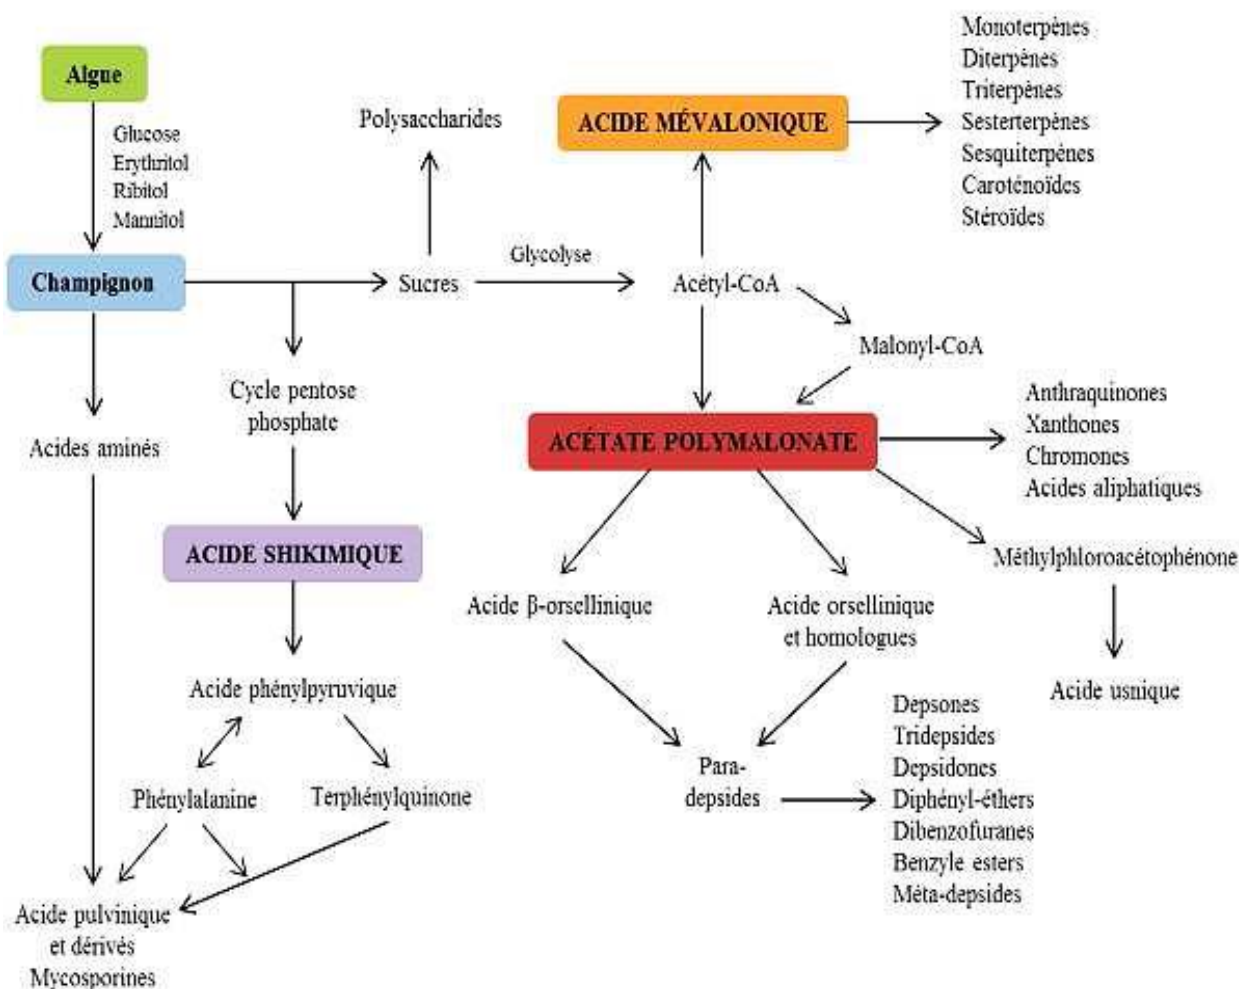 Algue
Glucose
Erythritol
Ribitol
Mannitol
Champignon
Polysaccharides
Sucres
Glycolyse
Acétyl-CoA
Malonyl-CoA
ACIDE MÉVALONIQUE
Monoterpènes
Diterpènes
Triterpènes
Sesterterpènes
Sesquiterpènes
Caroténoïdes
Stéroïdes
Cycle pentose
phosphate
Acides aminés
ACIDE SHIKIMIQUE
Acide phénylpyruvique
Phénylalanine
Terphénylquinone
Acide pulvinique
et dérivés
Mycosporines
ACÉTATE POLYMALONATE
Anthraquinones
Xanthones
Chromones
Acides aliphatiques
Méthylphloroacétophénone
Acide usnique
Acide β-orsellinique
Acide orsellinique
et homologues
Para-
depsides
Depsones
Tridepsides
Depsidones
Diphényl-éthers
Dibenzofuranes
Benzyle esters
Méta-depsides